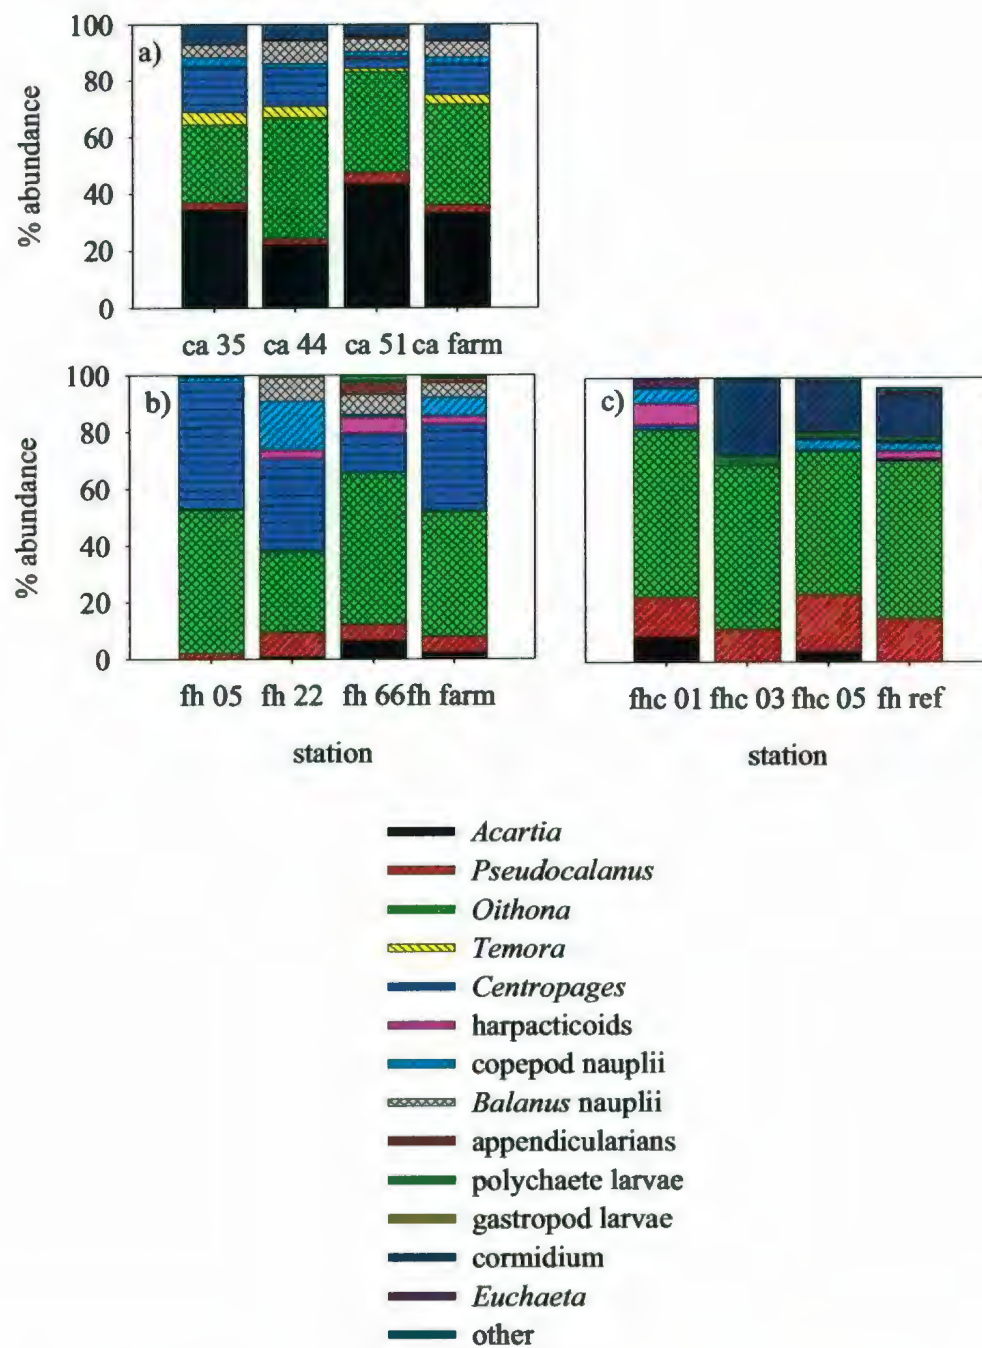 a)
% abundance
100
80
60
40
20
0
ca 35 ca 44 ca 51 ca farm
b)
% abundance
100
80
60
40
20
0
fh 05 fh 22 fh 66 fh farm
station
c)
fhc 01 fhc 03 fhc 05 fh ref
station
Acartia
Pseudocalanus
Oithona
Temora
Centropages
harpacticoids
copepod nauplii
Balanus nauplii
appendicularians
polychaete larvae
gastropod larvae
cormidium
Euchaeta
other